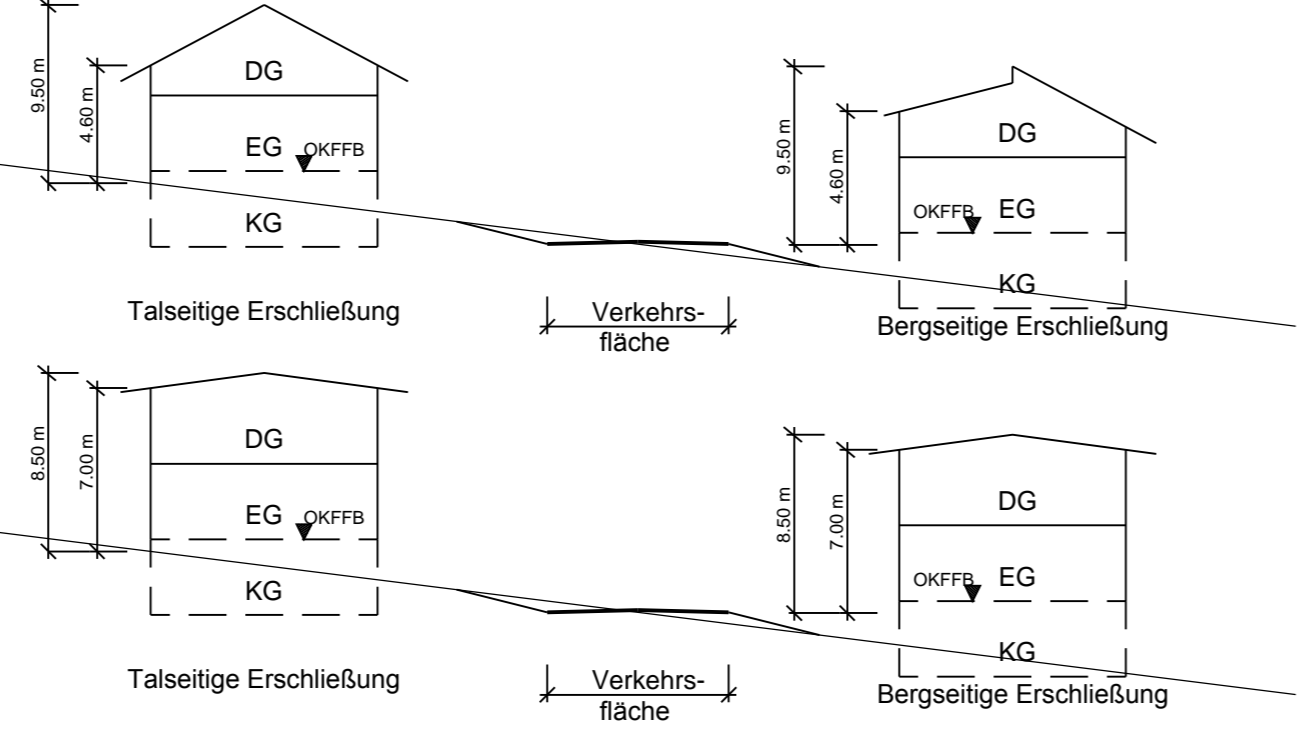 9.50 m
4.60 m
DG
EG OKFFB
KG
Talseitige Erschließung
Verkehrs-
fläche
9.50 m
4.60 m
DG
OKFFB EG
KG
Bergseitige Erschließung
8.50 m
7.00 m
DG
EG OKFFB
KG
Talseitige Erschließung
Verkehrs-
fläche
8.50 m
7.00 m
DG
OKFFB EG
KG
Bergseitige Erschließung